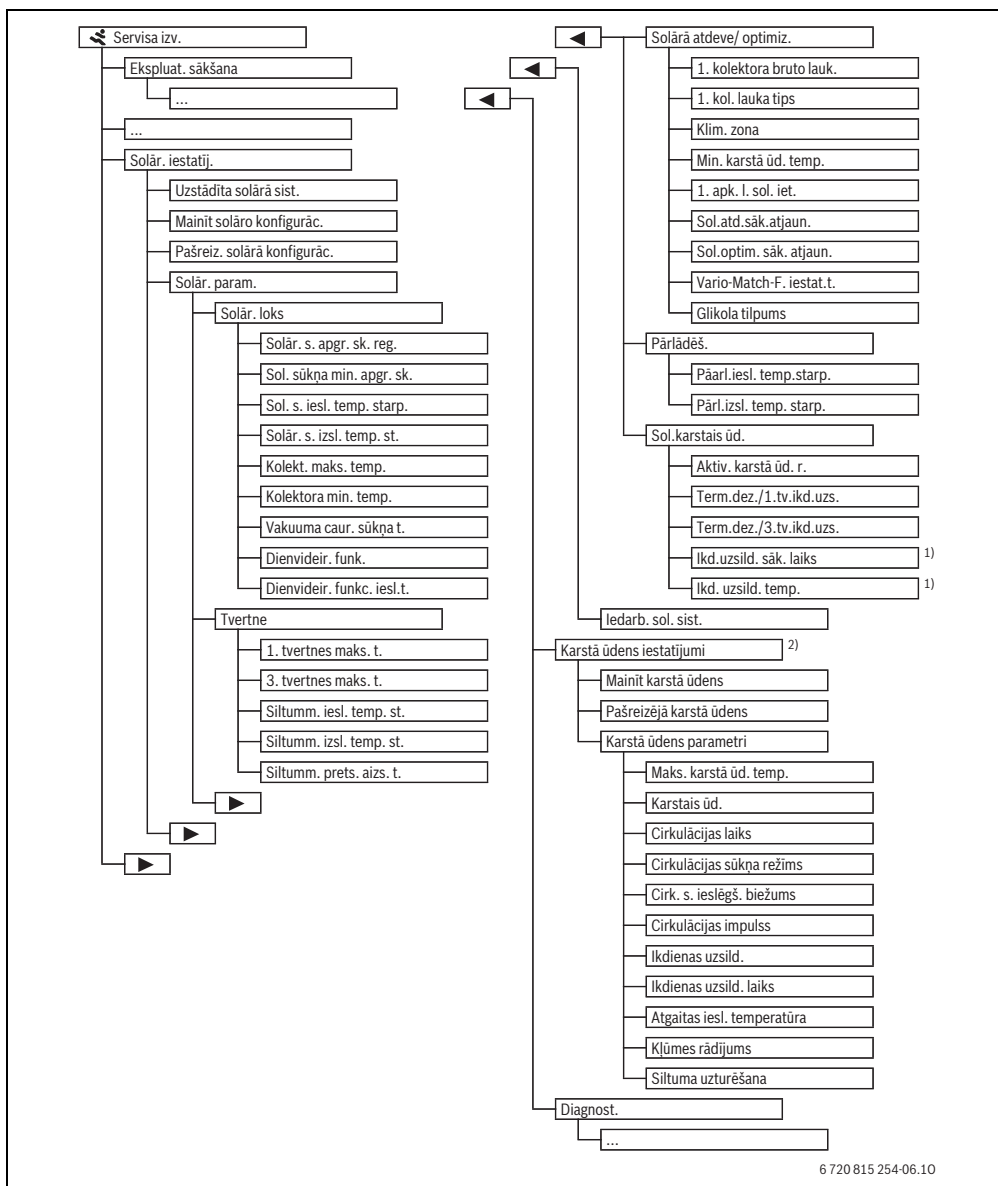 Servisa izv.
Ekspluat. sākšana
...
...
Solār. iestatīj.
Uzstādīta solārā sist.
Mainīt solāro konfigurāc.
Pašreiz. solārā konfigurāc.
Solār. param.
Solār. loks
Solār. s. apgr. sk. reg.
Sol. sūkņa min. apgr. sk.
Sol. s. iesl. temp. starp.
Solār. s. izsl. temp. st.
Kolekt. maks. temp.
Kolektora min. temp.
Vakuuma caur. sūkņa t.
Dienvideir. funk.
Dienvideir. funkc. iesl.t.
Tvertne
1. tvertnes maks. t.
3. tvertnes maks. t.
Siltumm. iesl. temp. st.
Siltumm. izsl. temp. st.
Siltumm. prets. aizs. t.
Solārā atdeve/ optimiz.
1. kolektora bruto lauk.
1. kol. lauka tips
Klim. zona
Min. karstā ūd. temp.
1. apk. l. sol. iet.
Sol.atd.sāk.atjaun.
Sol.optim. sāk. atjaun.
Vario-Match-F. iestat.t.
Glikola tilpums
Pārlādēš.
Pāarl.iesl. temp.starp.
Pārl.izsl. temp. starp.
Sol.karstais ūd.
Aktiv. karstā ūd. r.
Term.dez./1.tv.ikd.uzs.
Term.dez./3.tv.ikd.uzs.
Ikd.uzsild. sāk. laiks 1)
Ikd. uzsild. temp. 1)
Iedarb. sol. sist.
Karstā ūdens iestatījumi 2)
Mainīt karstā ūdens
Pašreizējā karstā ūdens
Karstā ūdens parametri
Maks. karstā ūd. temp.
Karstais ūd.
Cirkulācijas laiks
Cirkulācijas sūkņa režīms
Cirk. s. ieslēgš. biežums
Cirkulācijas impulss
Ikdienas uzsild.
Ikdienas uzsild. laiks
Atgaitas iesl. temperatūra
Kļūmes rādījums
Siltuma uzturēšana
Diagnost.
...
6 720 815 254-06.1O